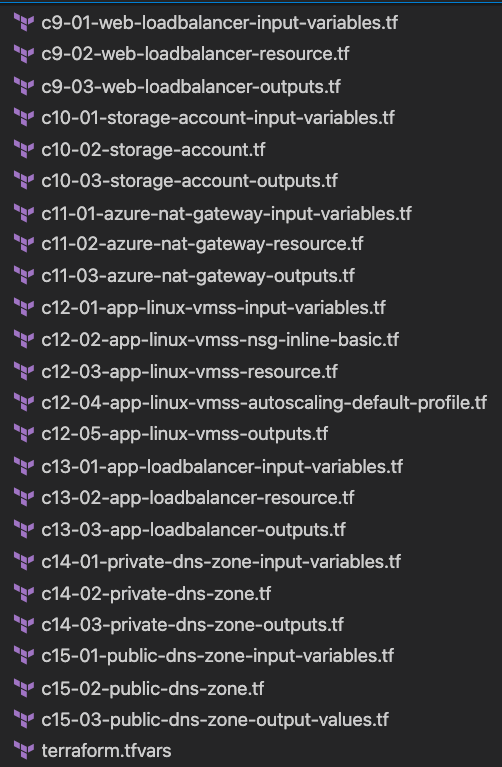 c9-01-web-loadbalancer-input-variables.tf
c9-02-web-loadbalancer-resource.tf
c9-03-web-loadbalancer-outputs.tf
c10-01-storage-account-input-variables.tf
c10-02-storage-account.tf
c10-03-storage-account-outputs.tf
c11-01-azure-nat-gateway-input-variables.tf
c11-02-azure-nat-gateway-resource.tf
c11-03-azure-nat-gateway-outputs.tf
c12-01-app-linux-vmss-input-variables.tf
c12-02-app-linux-vmss-nsg-inline-basic.tf
c12-03-app-linux-vmss-resource.tf
c12-04-app-linux-vmss-autoscaling-default-profile.tf
c12-05-app-linux-vmss-outputs.tf
c13-01-app-loadbalancer-input-variables.tf
c13-02-app-loadbalancer-resource.tf
c13-03-app-loadbalancer-outputs.tf
c14-01-private-dns-zone-input-variables.tf
c14-02-private-dns-zone.tf
c14-03-private-dns-zone-outputs.tf
c15-01-public-dns-zone-input-variables.tf
c15-02-public-dns-zone.tf
c15-03-public-dns-zone-output-values.tf
terraform.tfvars